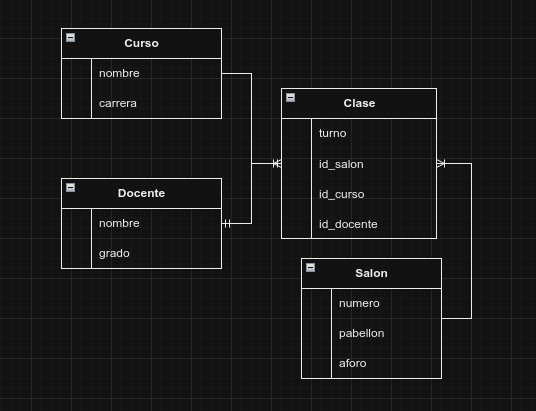 Curso
nombre
carrera
Clase
turno
id_salon
id_curso
id_docente
Docente
nombre
grado
Salon
numero
pabellon
aforo